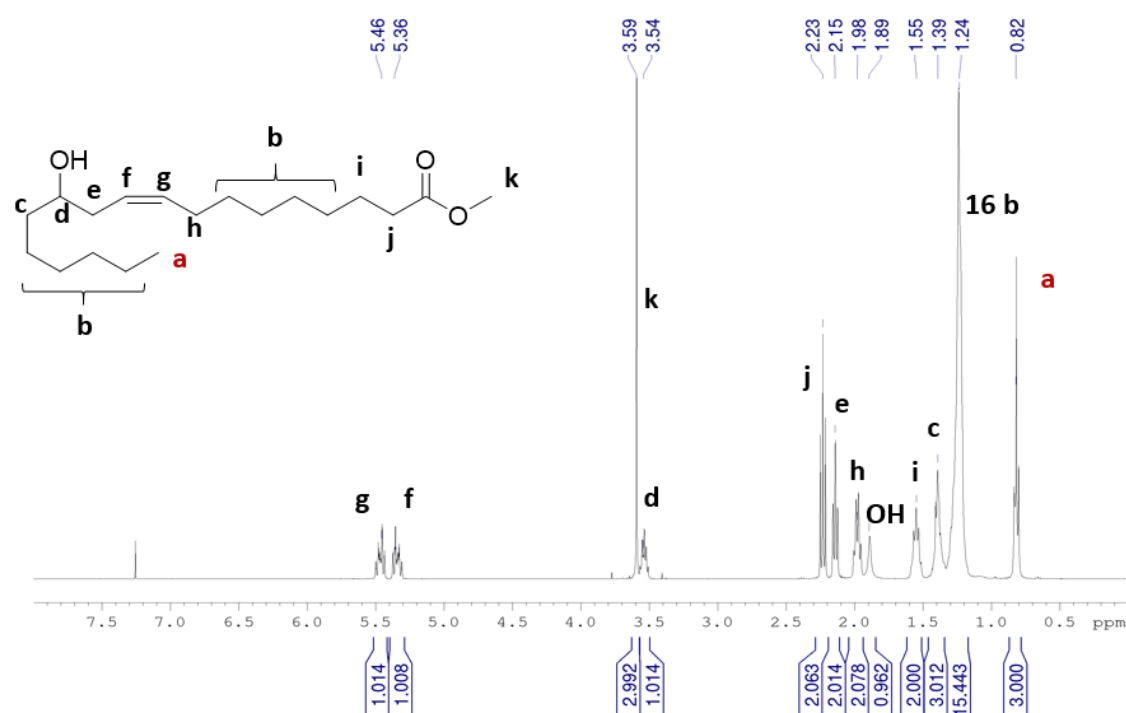 5.46 5.36 3.59 3.54 2.23 2.15 1.98 1.89 1.55 1.39 1.24 0.82
b
OH
f g i O k
e
c d h O
j
a
b
16 b
a
k
j
e
c
h
i
g f d OH
7.5 7.0 6.5 6.0 5.5 5.0 4.5 4.0 3.5 3.0 2.5 2.0 1.5 1.0 0.5 ppm
1.014 1.008 2.992 1.014 2.063 2.014 2.078 0.962 2.000 3.012 15.443 3.000